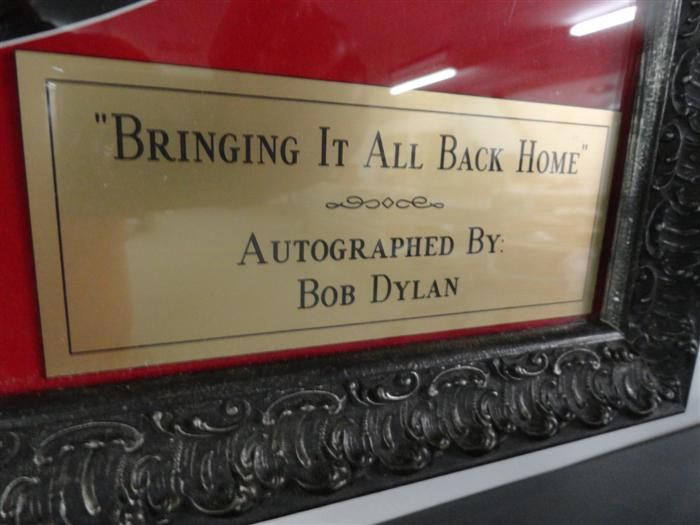 "BRINGING IT ALL BACK HOME"
AUTOGRAPHED BY:
BOB DYLAN